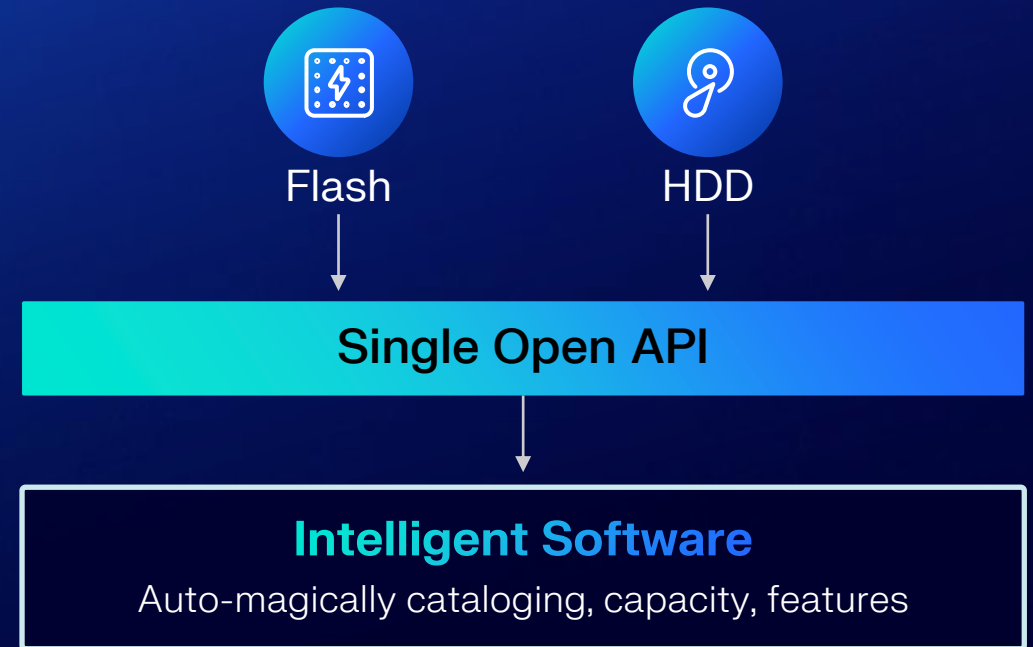 Flash
HDD
Single Open API
Intelligent Software
Auto-magically cataloging, capacity, features